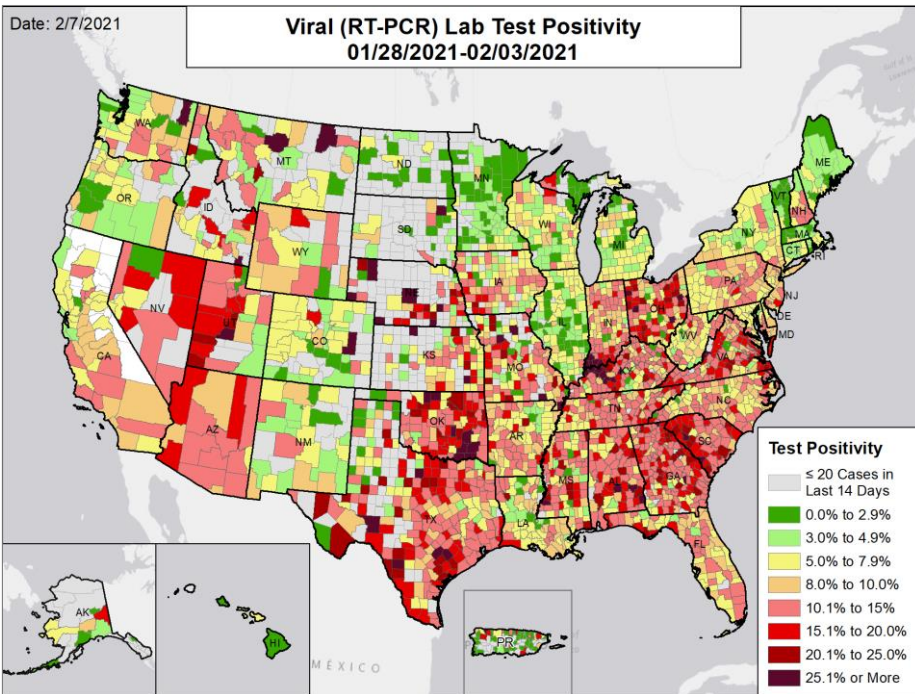 Date: 2/7/2021
Viral (RT-PCR) Lab Test Positivity
01/28/2021-02/03/2021
WA
MT
ND
MN
ME
OR
ID
SD
WI
MI
VT
NH
NY
MA
CT
RI
WY
IA
PA
NJ
NV
UT
CO
IL
IN
OH
WV
DE
MD
CA
KS
MO
KY
VA
AZ
NM
OK
AR
TN
NC
SC
MS
AL
GA
TX
LA
FL
AK
HI
PR
MÉXICO
Test Positivity
≤ 20 Cases in
Last 14 Days
0.0% to 2.9%
3.0% to 4.9%
5.0% to 7.9%
8.0% to 10.0%
10.1% to 15%
15.1% to 20.0%
20.1% to 25.0%
25.1% or More